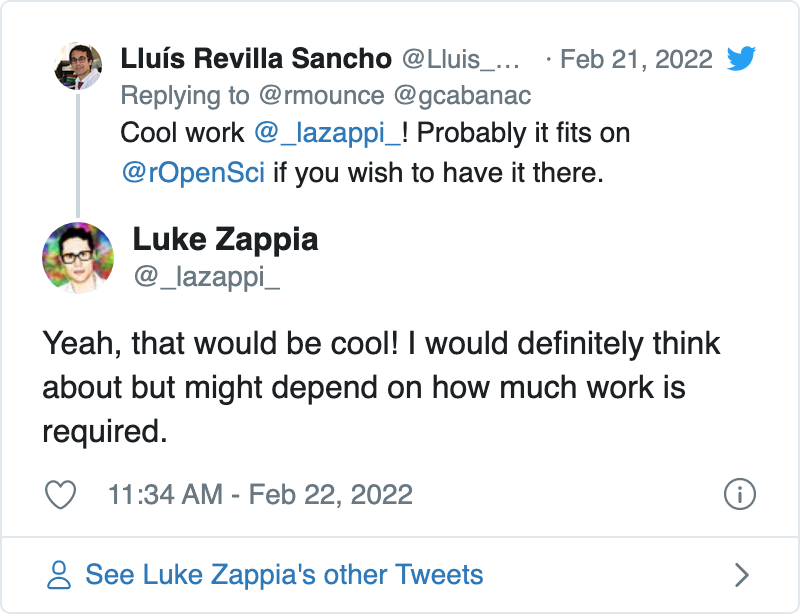 Lluís Revilla Sancho @Lluis_... · Feb 21, 2022
Replying to @rmounce @gcabanac
Cool work @_lazappi_! Probably it fits on
@rOpenSci if you wish to have it there.
Luke Zappia
@_lazappi_
Yeah, that would be cool! I would definitely think
about but might depend on how much work is
required.
11:34 AM - Feb 22, 2022
See Luke Zappia's other Tweets